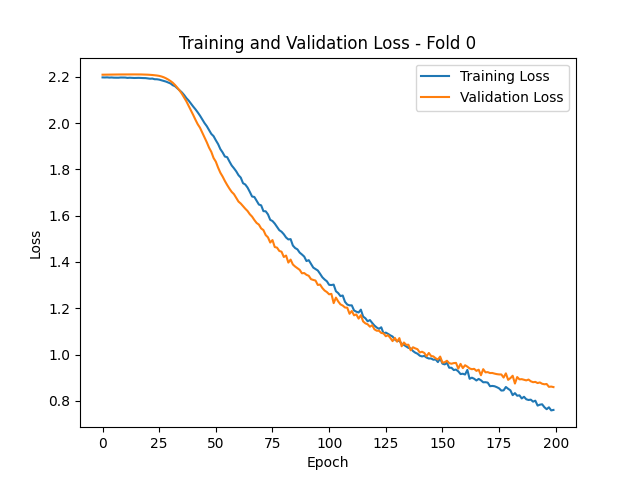 Training and Validation Loss - Fold 0
Training Loss
Validation Loss
2.2
2.0
1.8
1.6
1.4
1.2
1.0
0.8
Loss
0 25 50 75 100 125 150 175 200
Epoch